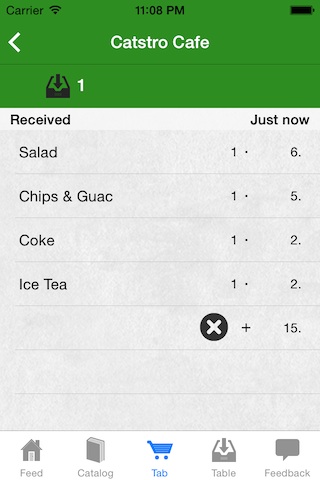 Carrier 11:08 PM
Catstro Cafe
1
Received Just now
Salad 1 · 6.
Chips & Guac 1 · 5.
Coke 1 · 2.
Ice Tea 1 · 2.
+ 15.
Feed Catalog Tab Table Feedback